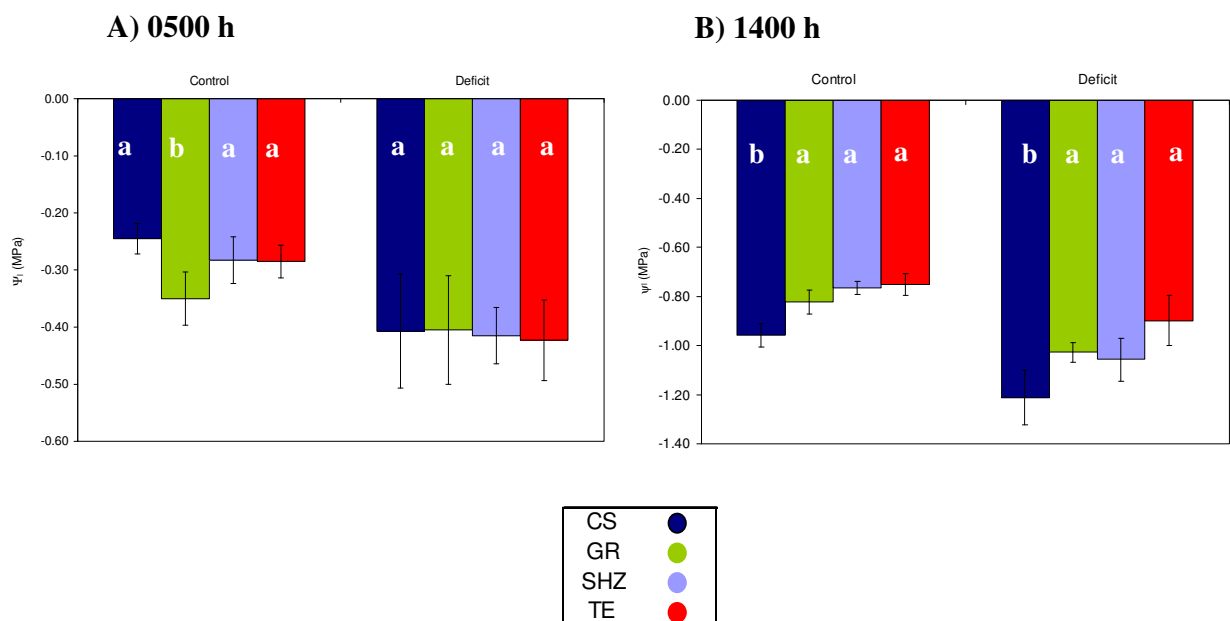 A) 0500 h
B) 1400 h
Control Deficit
0.00
-0.10
-0.20
-0.30
-0.40
-0.50
-0.60
Ψl (MPa)
a b a a a a a a
Control Deficit
0.00
-0.20
-0.40
-0.60
-0.80
-1.00
-1.20
-1.40
ψl (MPa)
b a a a b a a a
CS
GR
SHZ
TE